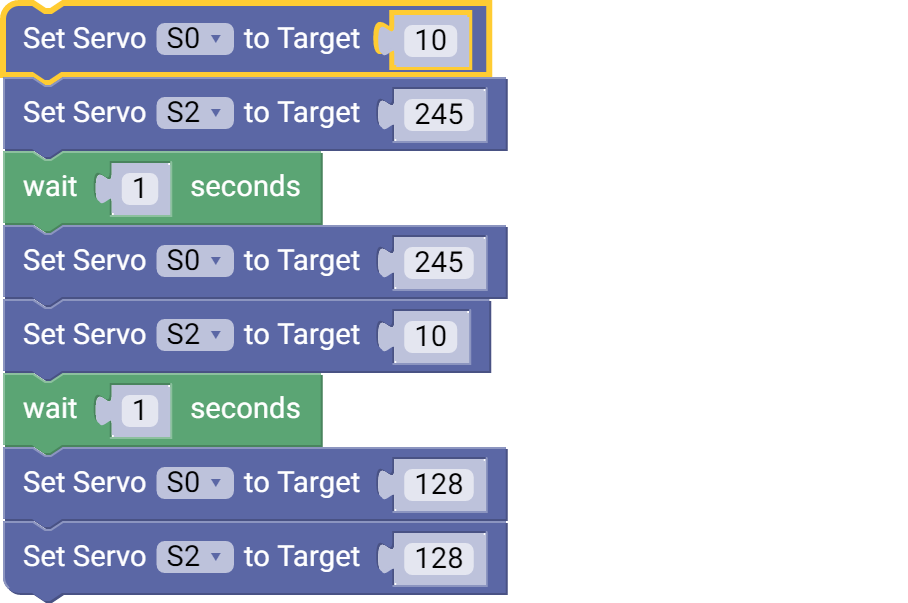 Set Servo S0 to Target 10
Set Servo S2 to Target 245
wait 1 seconds
Set Servo S0 to Target 245
Set Servo S2 to Target 10
wait 1 seconds
Set Servo S0 to Target 128
Set Servo S2 to Target 128